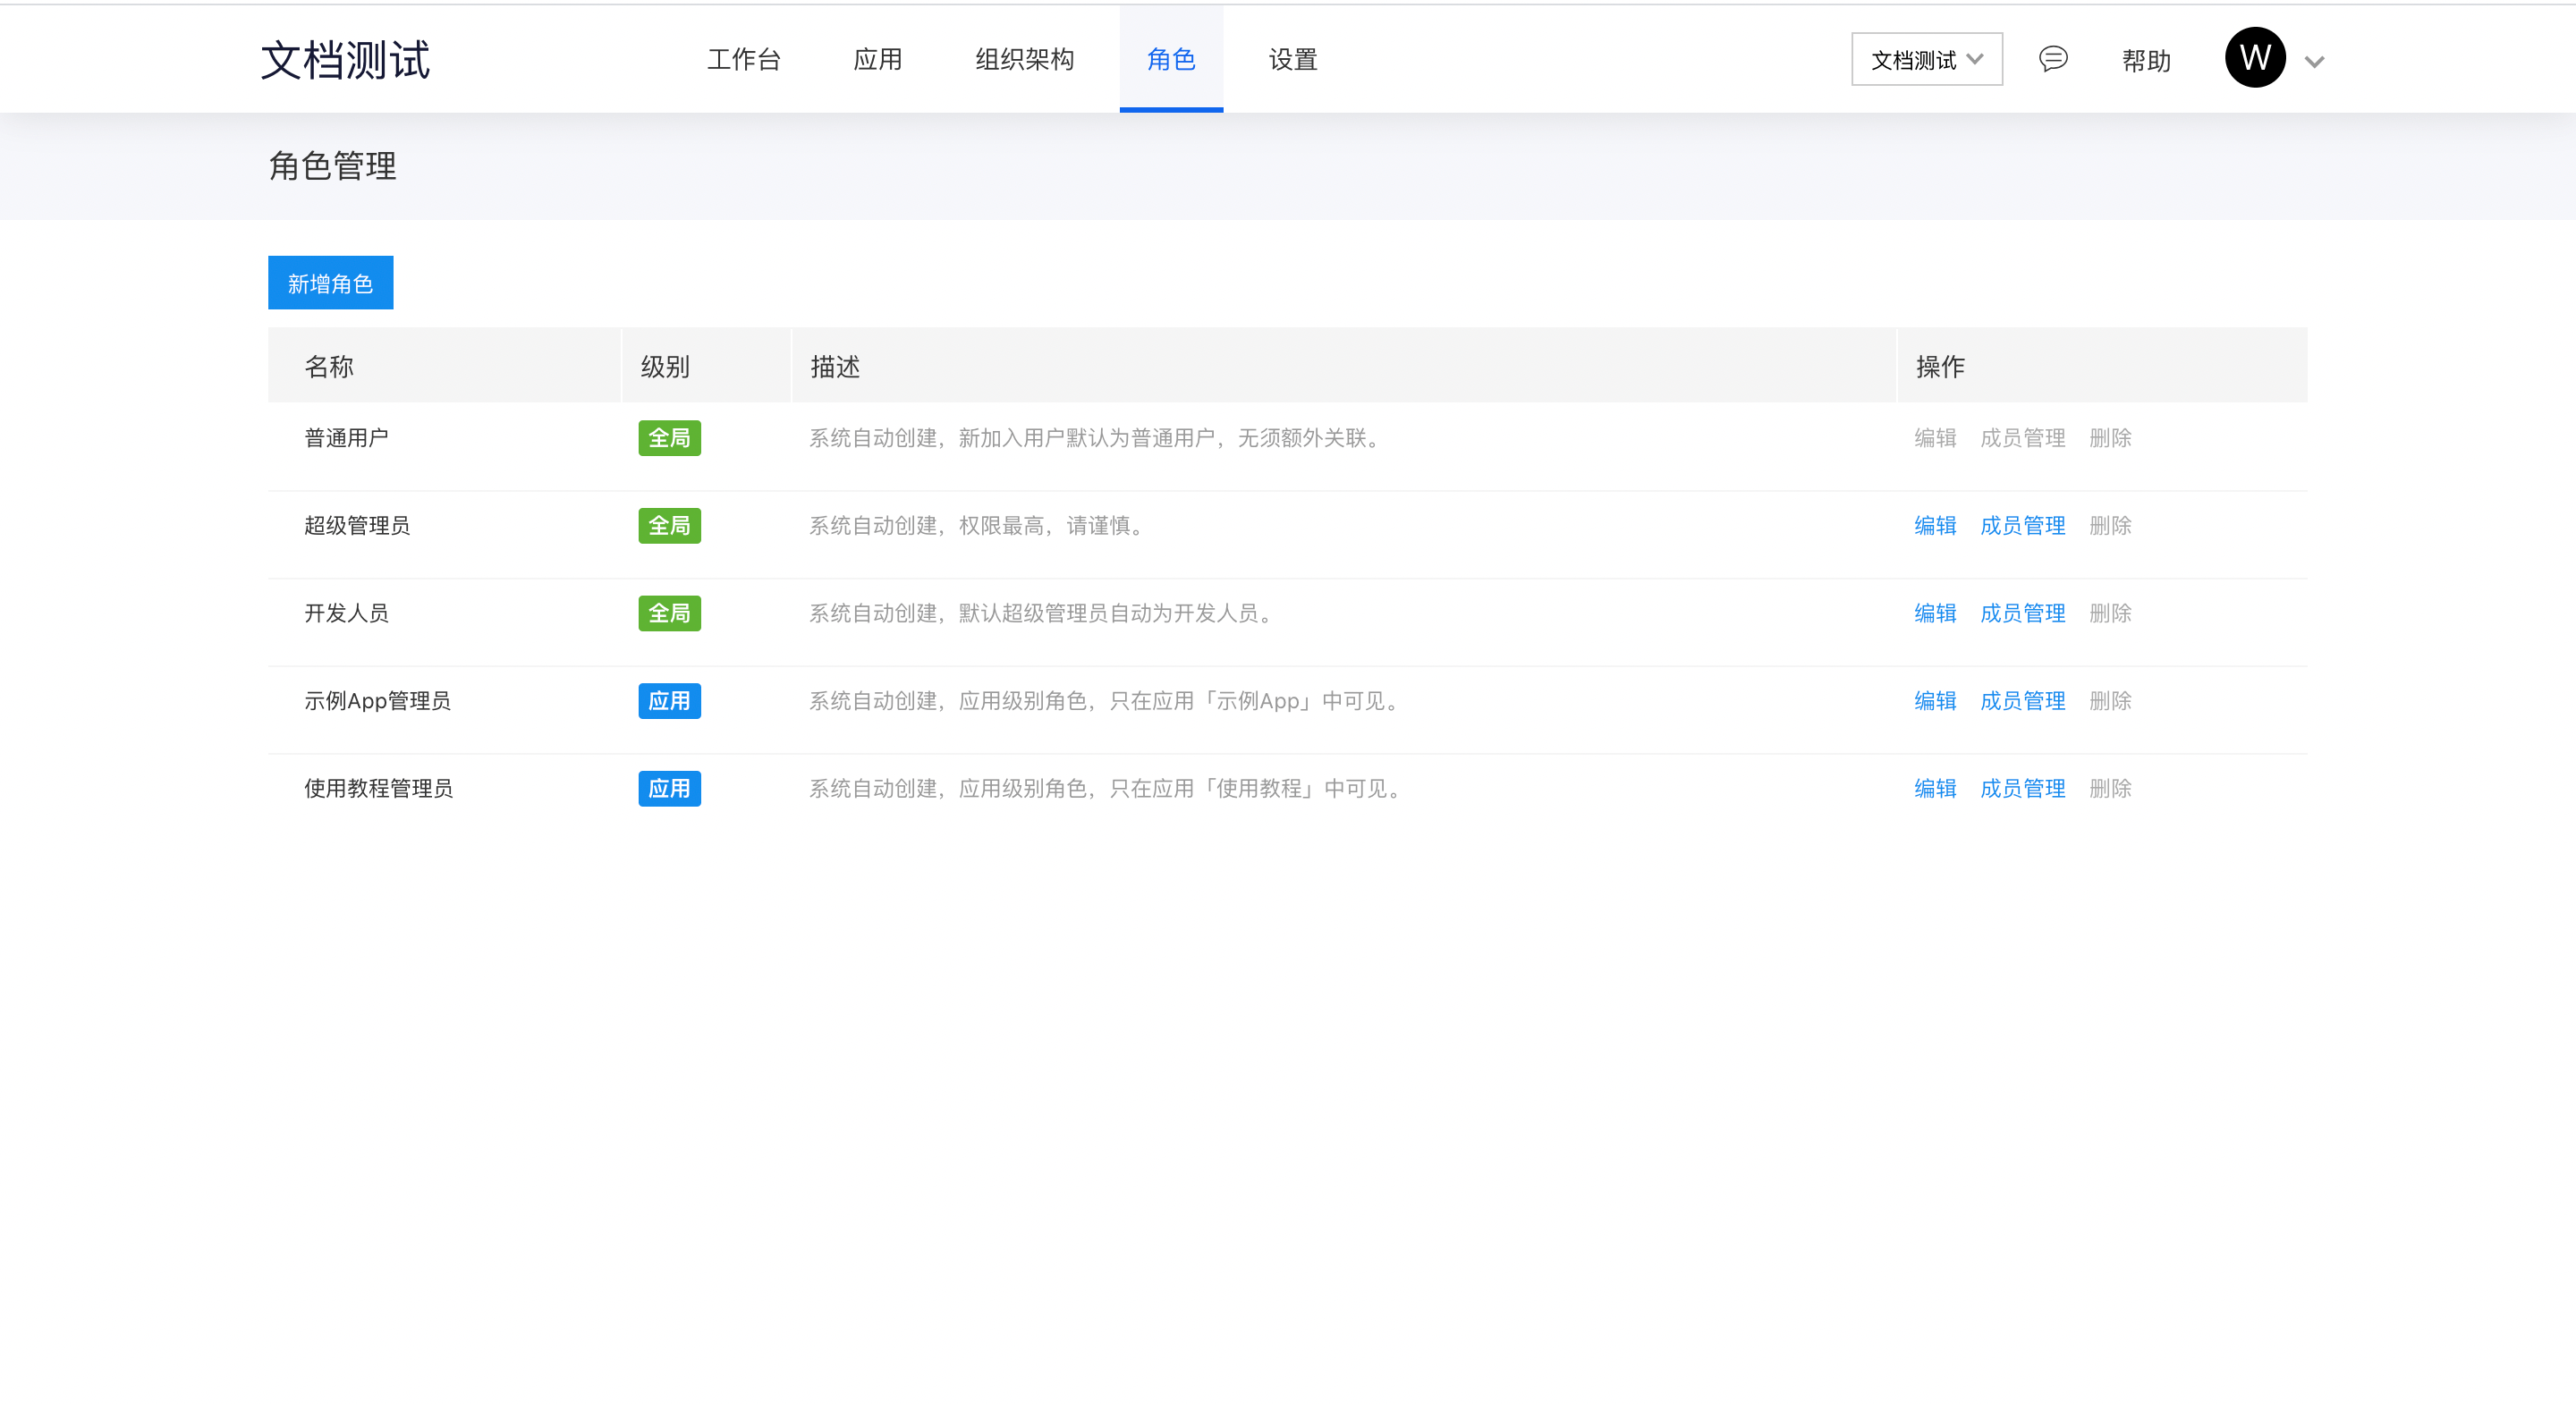 文档测试 工作台 应用 组织架构 角色 设置 文档测试 帮助 W
角色管理
新增角色
名称 级别 描述 操作
普通用户 全局 系统自动创建，新加入用户默认为普通用户，无须额外关联。 编辑 成员管理 删除
超级管理员 全局 系统自动创建，权限最高，请谨慎。 编辑 成员管理 删除
开发人员 全局 系统自动创建，默认超级管理员自动为开发人员。 编辑 成员管理 删除
示例App管理员 应用 系统自动创建，应用级别角色，只在应用「示例App」中可见。 编辑 成员管理 删除
使用教程管理员 应用 系统自动创建，应用级别角色，只在应用「使用教程」中可见。 编辑 成员管理 删除